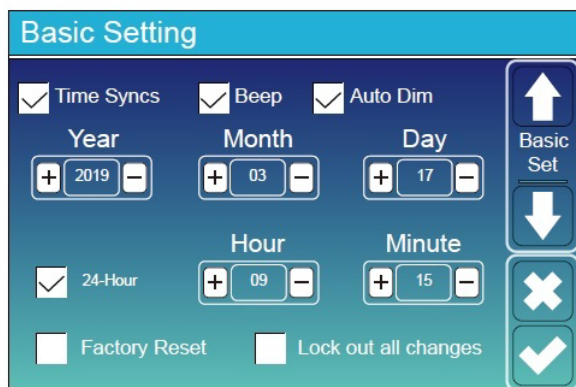 Basic Setting
Time Syncs Beep Auto Dim
Year Month Day
Basic
Set
+ 2019 − + 03 − + 17 −
Hour Minute
24-Hour + 09 − + 15 −
Factory Reset Lock out all changes